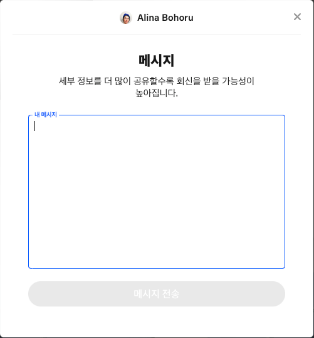 Alina Bohoru
메시지
세부 정보를 더 많이 공유할수록 회신을 받을 가능성이
높아집니다.
내 메시지
메시지 전송